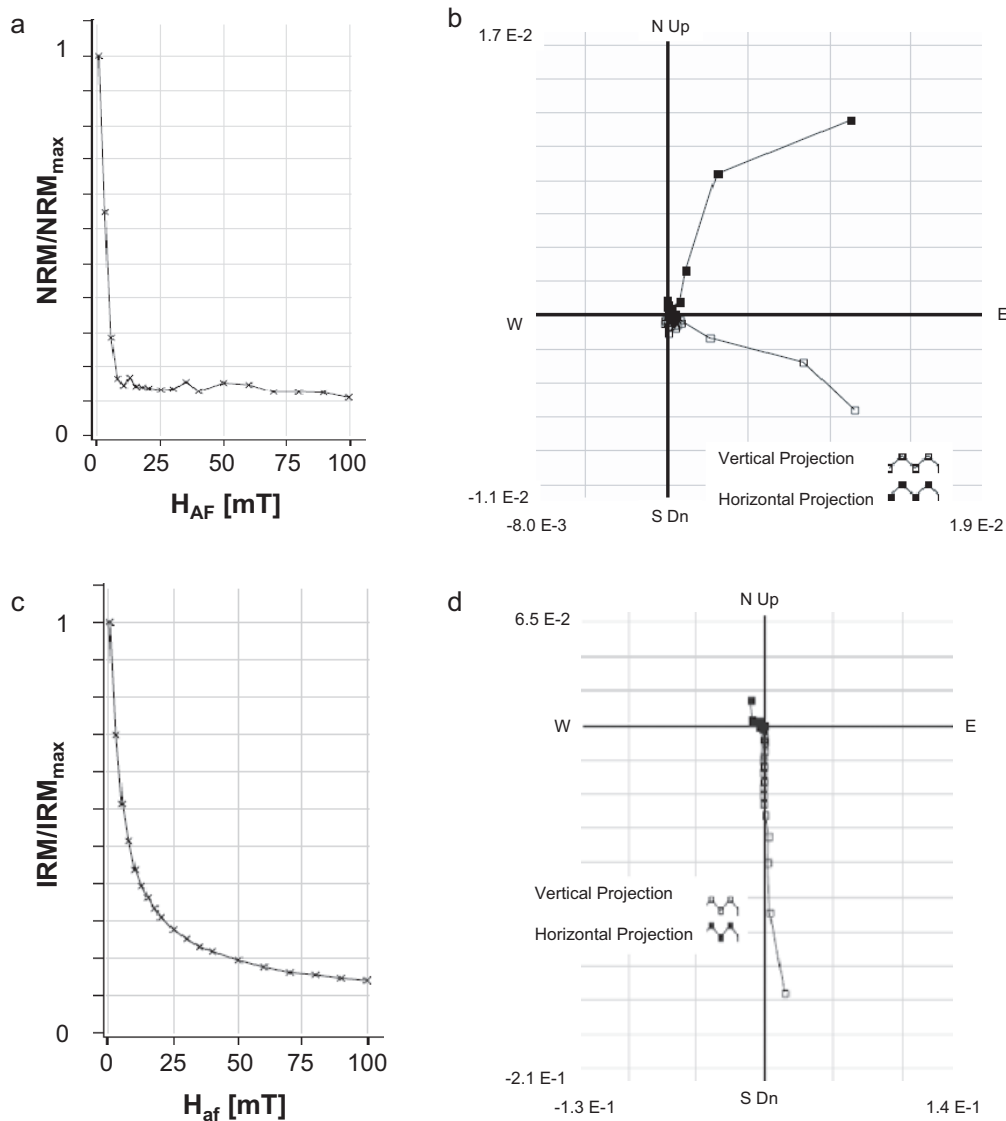 a
1
NRM/NRMmax
0
0 25 50 75 100
HAF [mT]
b
N Up
1.7 E-2
W
E
Vertical Projection
Horizontal Projection
-1.1 E-2
S Dn
-8.0 E-3
1.9 E-2
c
1
IRM/IRMmax
0
0 25 50 75 100
Haf [mT]
d
N Up
6.5 E-2
W
E
Vertical Projection
Horizontal Projection
-2.1 E-1
S Dn
-1.3 E-1
1.4 E-1